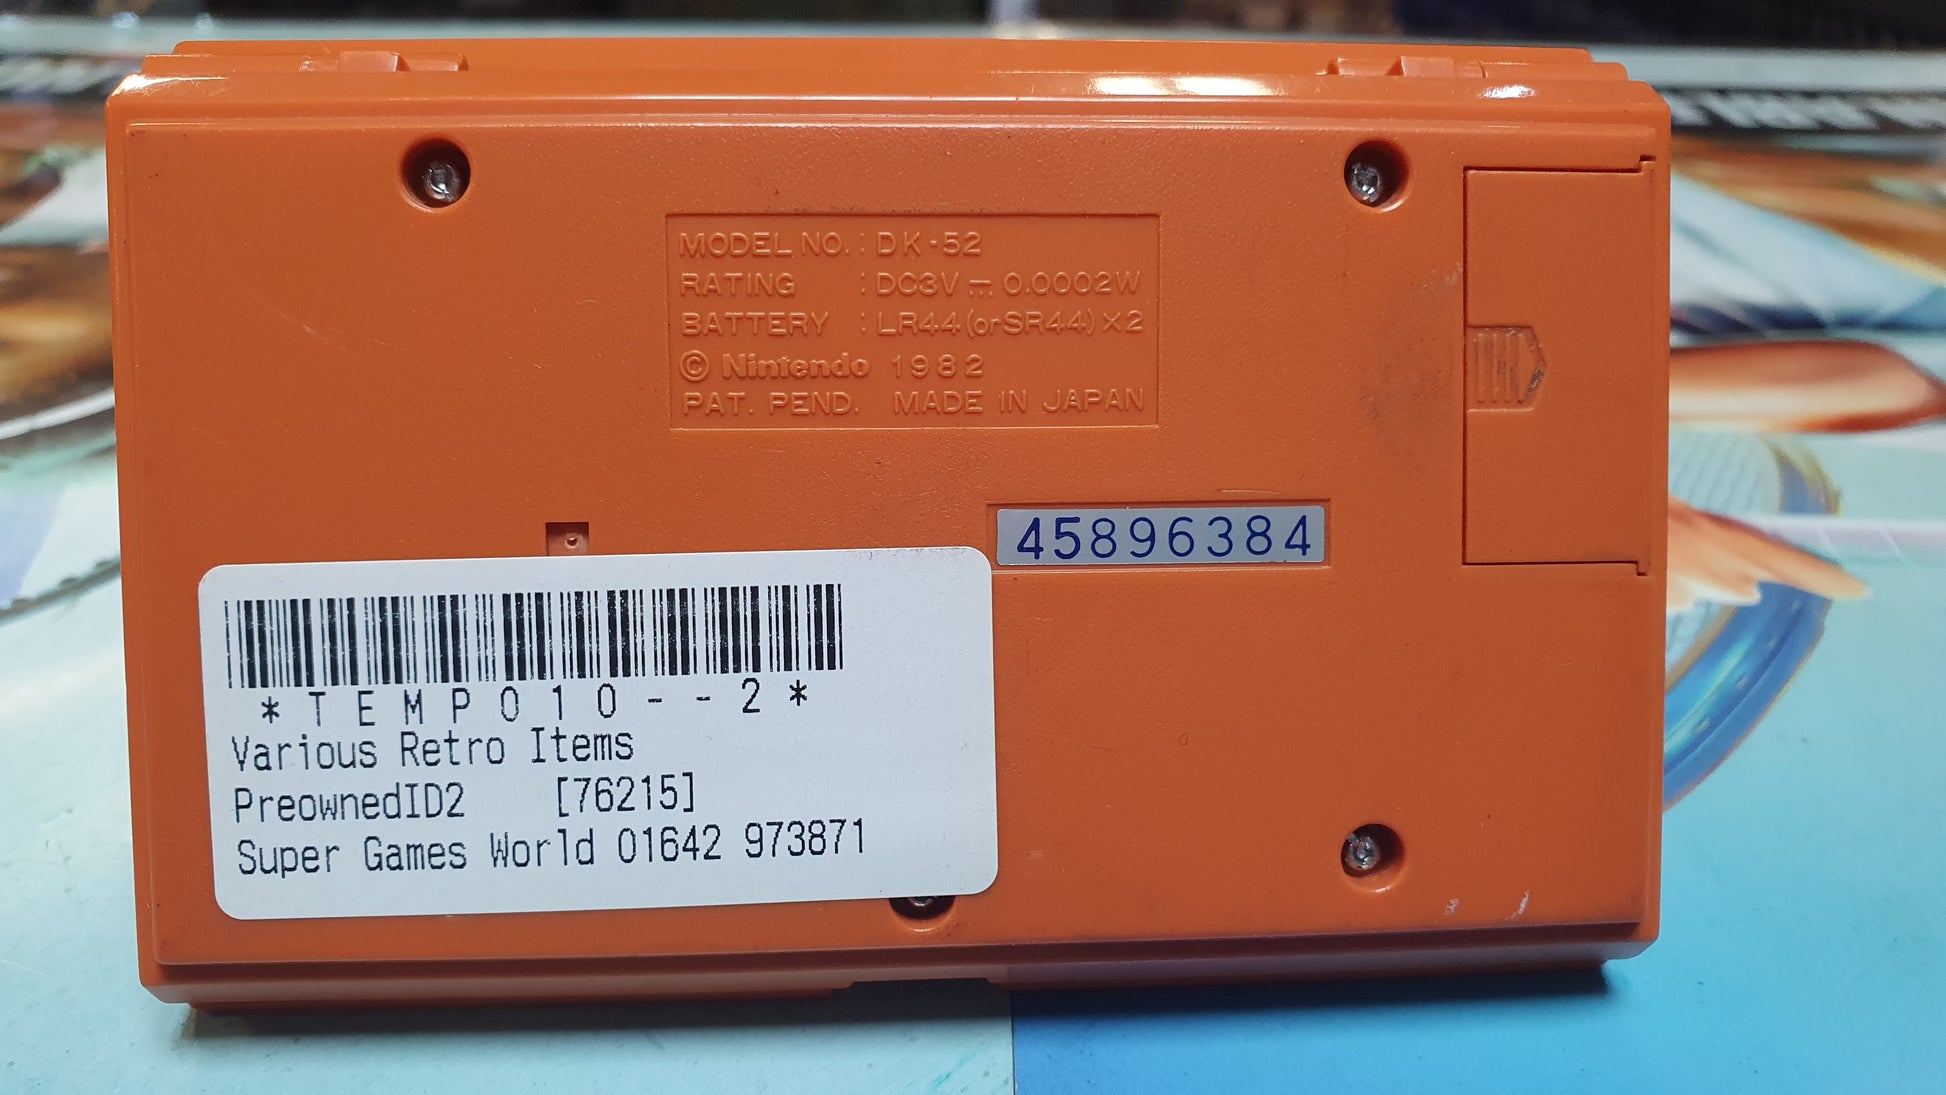 MODEL NO. : DK-52
RATING : DC3V ⎓ 0.0002W
BATTERY : LR44 (or SR44) ×2
© Nintendo 1982
PAT. PEND. MADE IN JAPAN
45896384
*TEMP010--2*
Various Retro Items
PreownedID2 [76215]
Super Games World 01642 973871